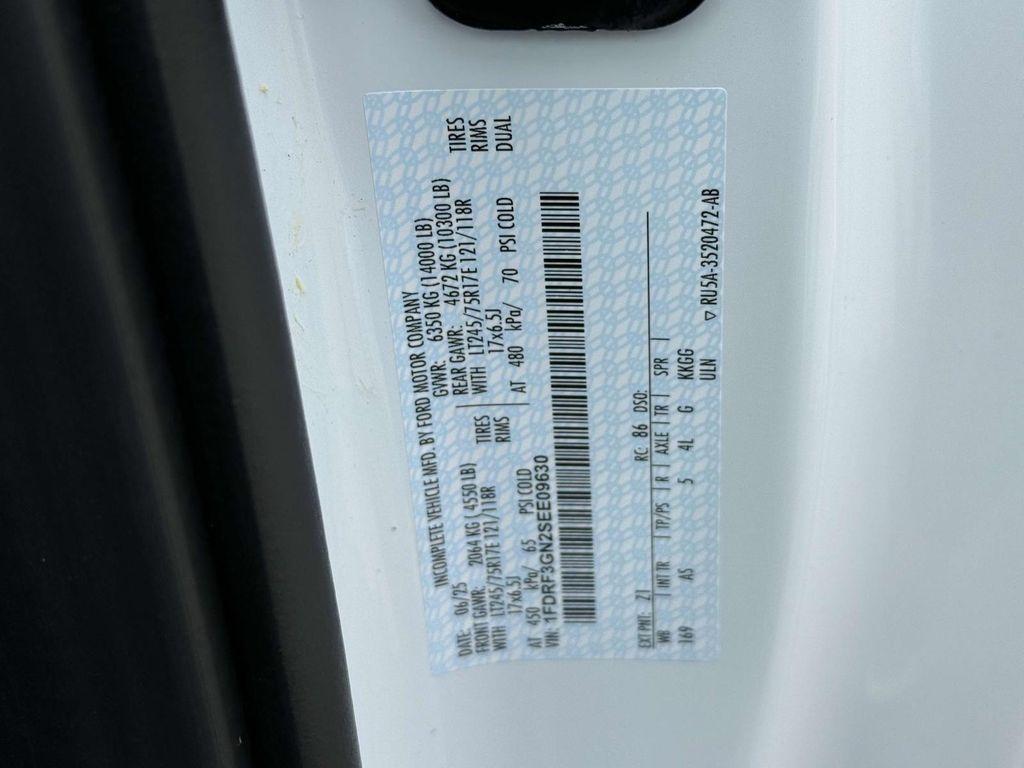 INCOMPLETE VEHICLE MFD. BY FORD MOTOR COMPANY
DATE: 06/25 GVWR: 6350 KG (14000 LB)
FRONT GAWR: 2064 KG (4550 LB) REAR GAWR: 4672 KG (10300 LB)
WITH LT245/75R17E 121/118R TIRES WITH LT245/75R17E 121/118R TIRES
17x6.5J RIMS 17x6.5J RIMS
AT 450 kPa/ 65 PSI COLD AT 480 kPa/ 70 PSI COLD DUAL
VIN: 1FDRF3GN2SEE09630
EXT PNT: Z1 RC: 86 DSO:
WB | INT TR | TP/PS | R | AXLE | TR | SPR |
169 AS 5 4L G KKGG
ULN
▽ RU5A-3520472-AB